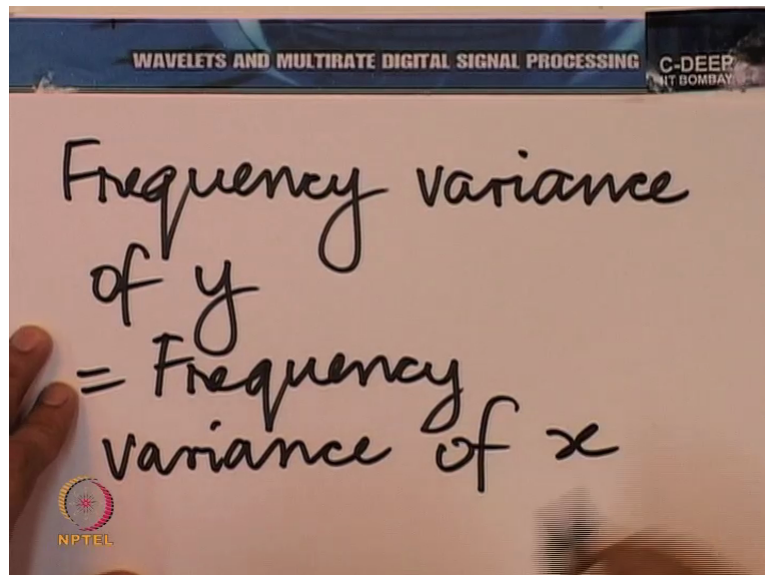 WAVELETS AND MULTIRATE DIGITAL SIGNAL PROCESSING
C-DEEP
IIT BOMBAY
Frequency variance
of y
= Frequency
variance of x
NPTEL